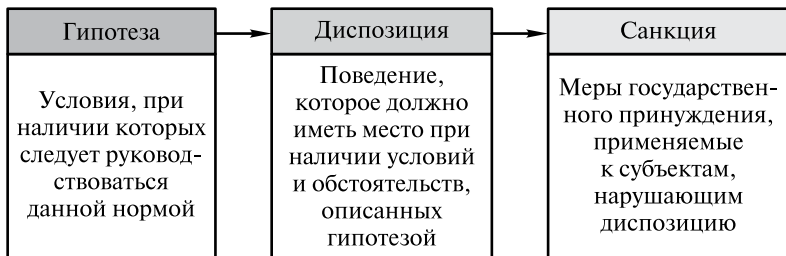 Гипотеза
Условия, при
наличии которых
следует руковод-
ствоваться
данной нормой
Диспозиция
Поведение,
которое должно
иметь место при
наличии условий
и обстоятельств,
описанных
гипотезой
Санкция
Меры государствен-
ного принуждения,
применяемые
к субъектам,
нарушающим
диспозицию